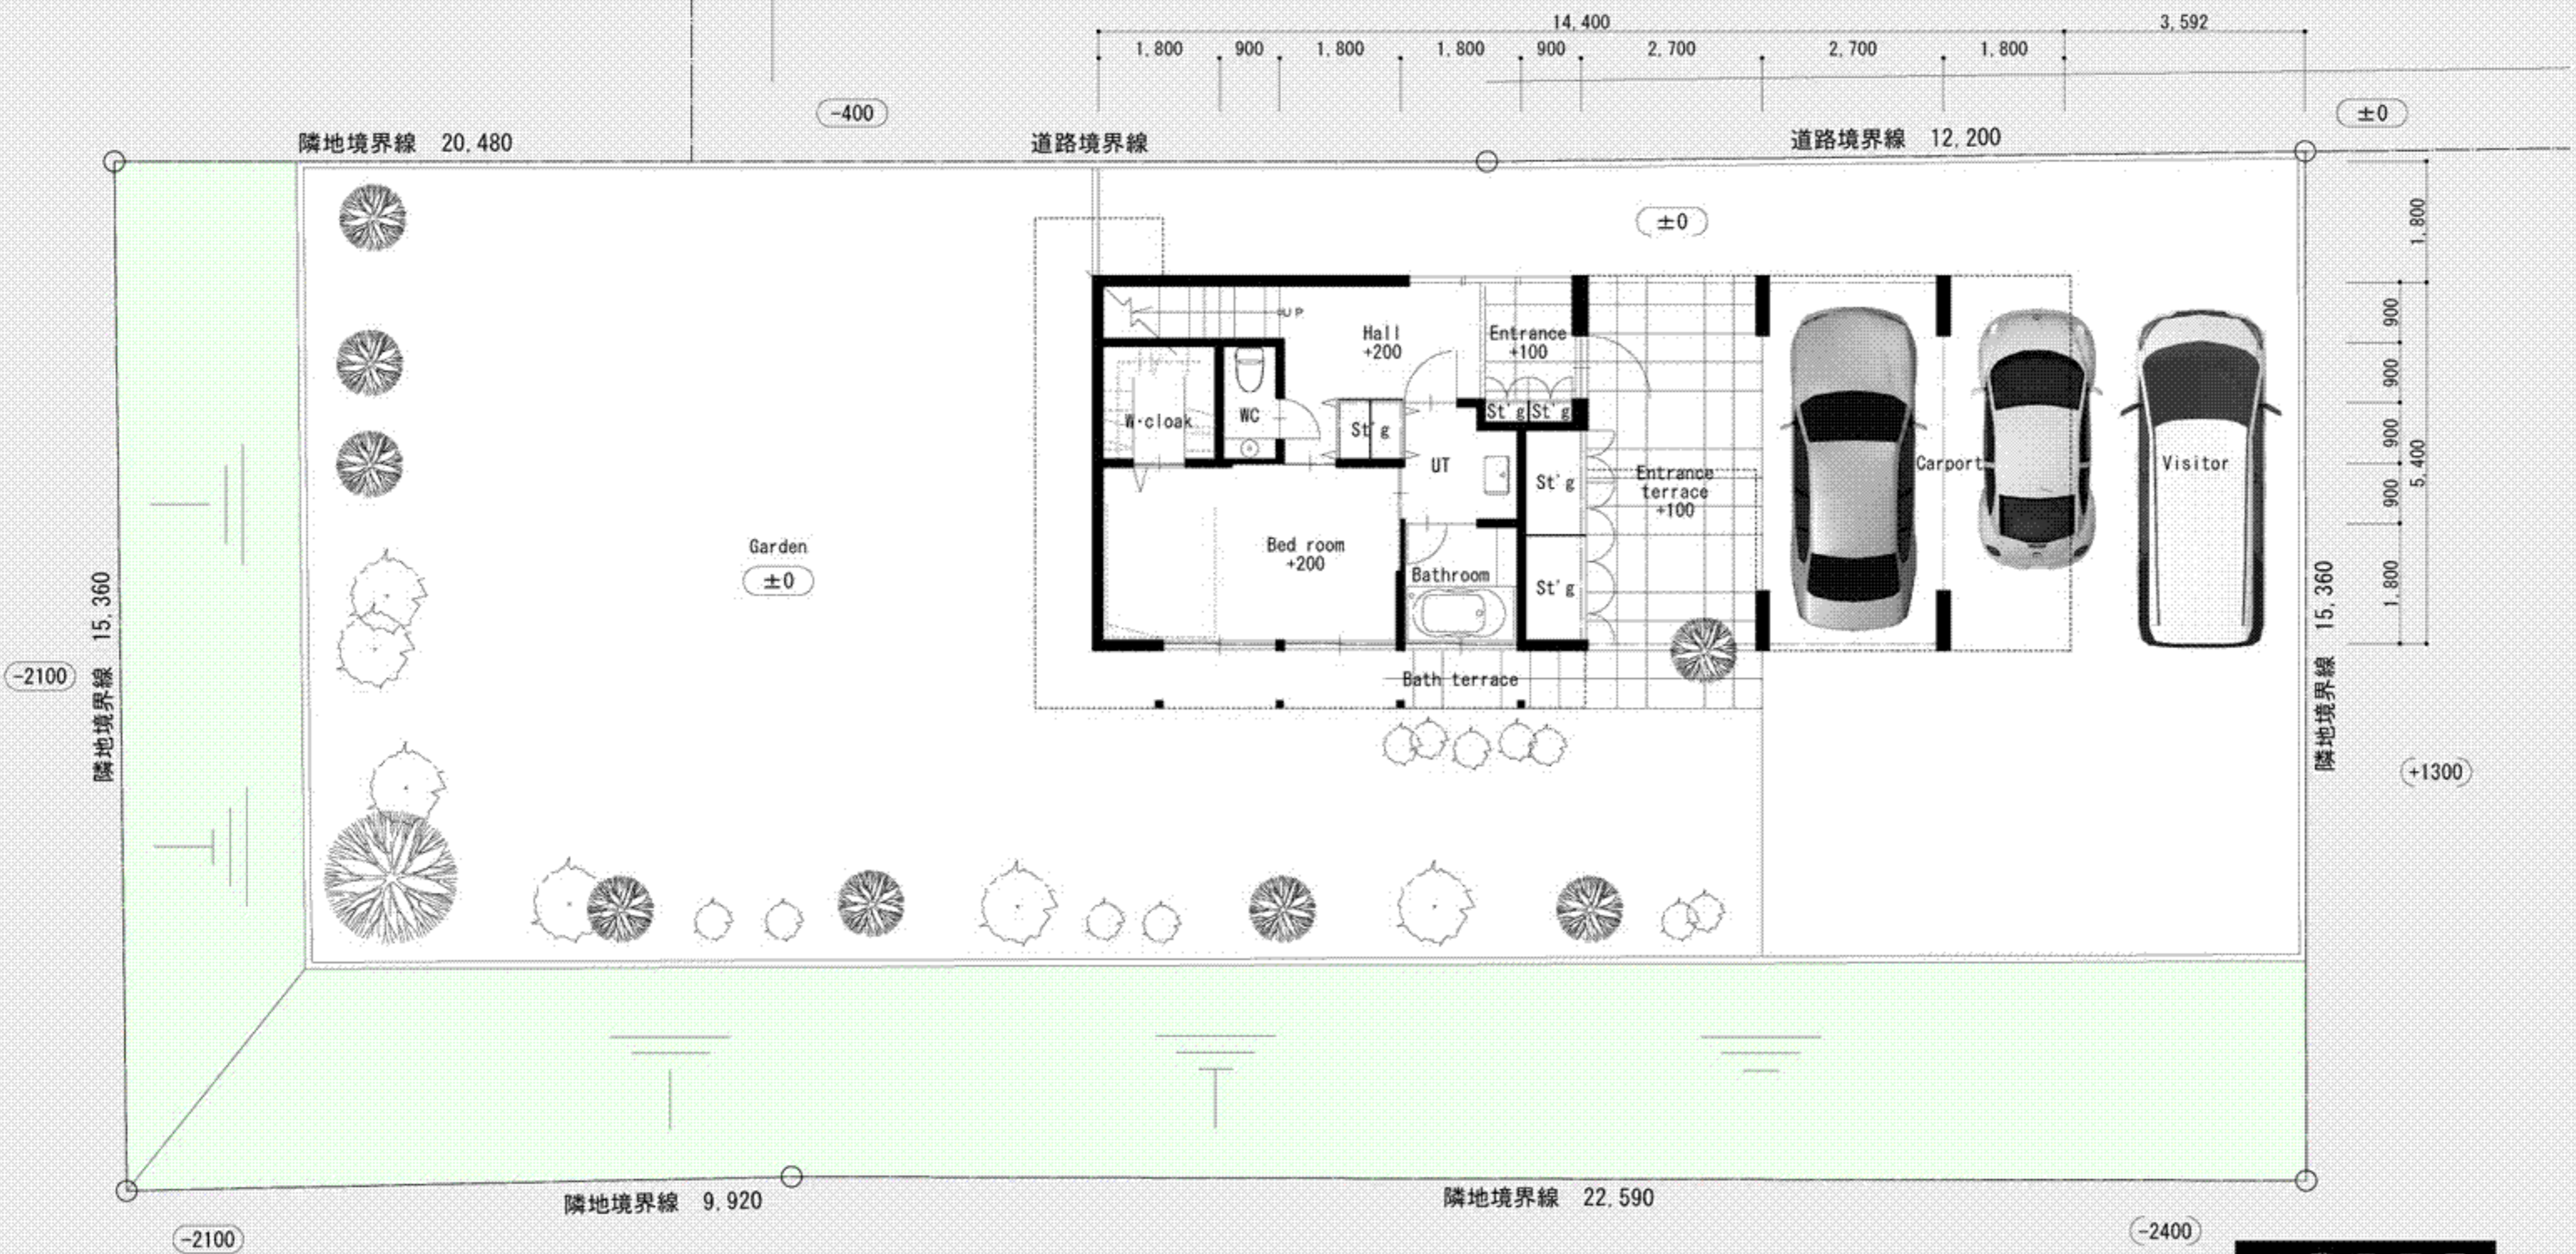 14,400
3,592
1,800
900
1,800
1,800
900
2,700
2,700
1,800
-400
±0
隣地境界線 20,480
道路境界線
道路境界線 12,200
±0
1,800
UP
Hall
+200
Entrance
+100
900
900
W・cloak
WC
St'g
St'g
St'g
900
5,400
UT
St'g
Entrance
terrace
+100
Carport
Visitor
900
Garden
±0
Bed room
+200
Bathroom
St'g
1,800
隣地境界線 15,360
隣地境界線 15,360
-2100
Bath terrace
+1300
隣地境界線 9,920
隣地境界線 22,590
-2100
-2400